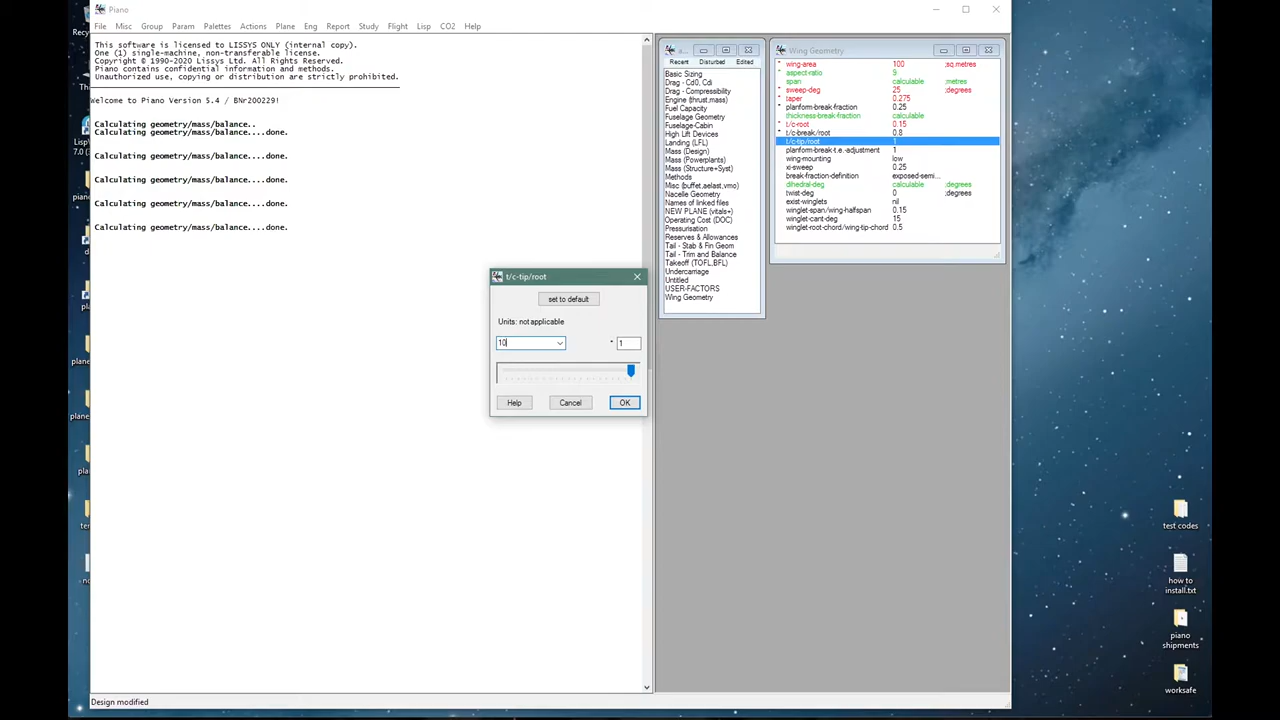 Piano
File Misc Group Param Palettes Actions Plane Eng Report Study Flight Lisp CO2 Help
This software is licensed to LISSYS ONLY (internal copy).
One (1) single-machine, non-transferable license.
Copyright © 1990-2020 Lissys Ltd. All Rights Reserved.
Piano contains confidential information and methods.
Unauthorized use, copying or distribution are strictly prohibited.
Welcome to Piano Version 5.4 / BNr200229!
Calculating geometry/mass/balance..
Calculating geometry/mass/balance....done.
Calculating geometry/mass/balance....done.
Calculating geometry/mass/balance....done.
Calculating geometry/mass/balance....done.
Calculating geometry/mass/balance....done.
t/c-tip/root
set to default
Units: not applicable
10
* 1
Help Cancel OK
Recent Disturbed Edited
Basic Sizing
Drag - Cd0, Cdi
Drag - Compressibility
Engine (thrust,mass)
Fuel Capacity
Fuselage Geometry
Fuselage-Cabin
High Lift Devices
Landing (LFL)
Mass (Design)
Mass (Powerplants)
Mass (Structure+Syst)
Methods
Misc (buffet,aelast,vmo)
Nacelle Geometry
Names of linked files
NEW PLANE (vitals+)
Operating Cost (DOC)
Pressurisation
Reserves & Allowances
Tail - Stab & Fin Geom
Tail - Trim and Balance
Takeoff (TOFL,BFL)
Undercarriage
Untitled
USER-FACTORS
Wing Geometry
Wing Geometry
* wing-area 100 ;sq.metres
aspect-ratio 9
span calculable ;metres
* sweep-deg 25 ;degrees
* taper 0.275
* planform-break-fraction 0.25
thickness-break-fraction calculable
* t/c-root 0.15
* t/c-break/root 0.8
t/c-tip/root 1
planform-break-t.e.-adjustment 1
wing-mounting low
xi-sweep 0.25
break-fraction-definition exposed-semi...
dihedral-deg calculable ;degrees
twist-deg 0 ;degrees
exist-winglets nil
winglet-span/wing-halfspan 0.15
winglet-cant-deg 15
winglet-root-chord/wing-tip-chord 0.5
test codes
how to
install.txt
piano
shipments
worksafe
Design modified